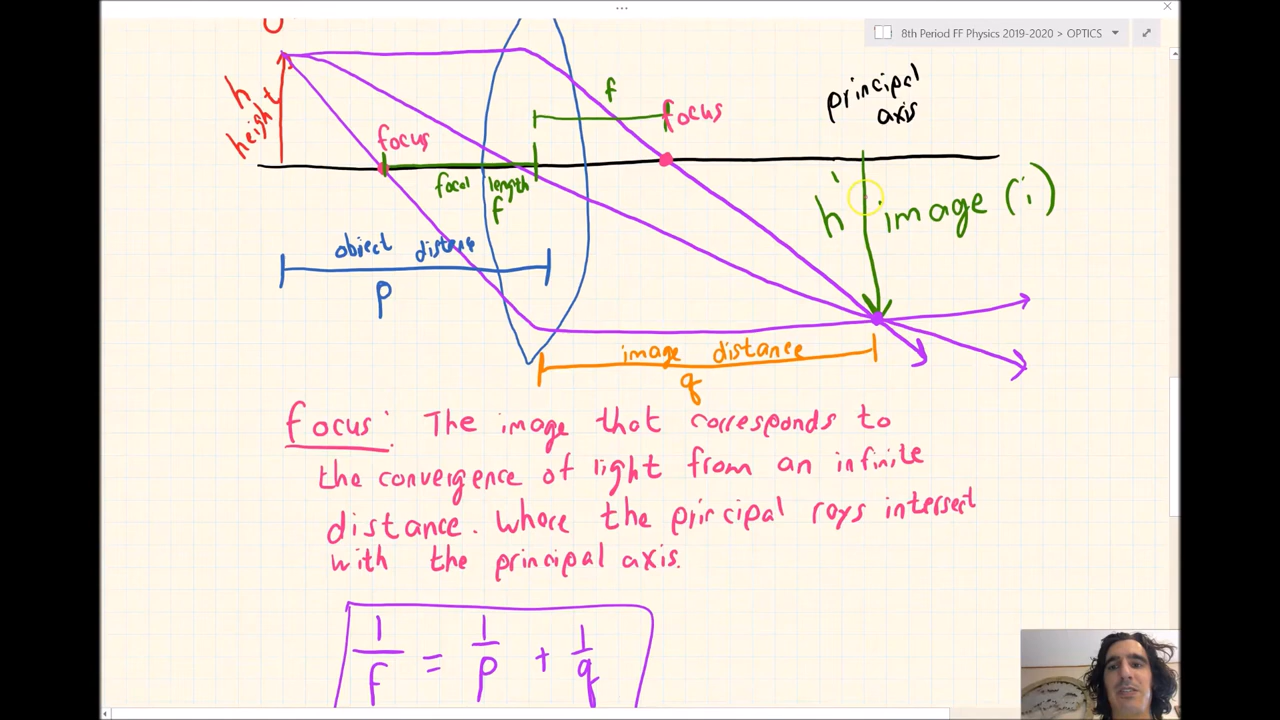 ...
8th Period FF Physics 2019-2020 > OPTICS
principal
axis
h
height
f
focus
focus
focal length
f
h' image (i)
object distance
p
image distance
q
focus: The image that corresponds to
the convergence of light from an infinite
distance. Where the principal rays intersect
with the principal axis.
1/f = 1/p + 1/q